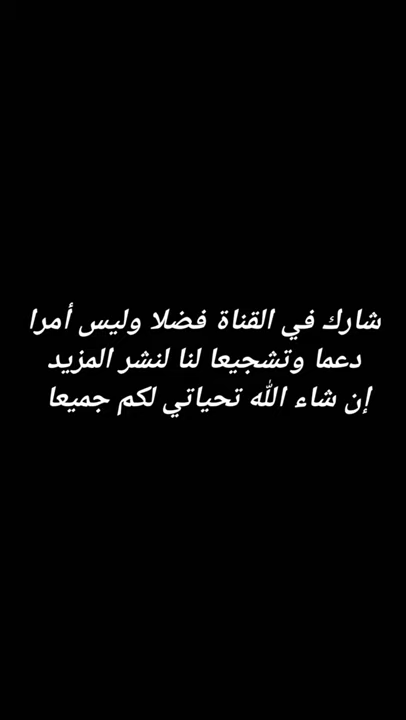 شارك في القناة فضلا وليس أمرا
دعما وتشجيعا لنا لنشر المزيد
إن شاء الله تحياتي لكم جميعا